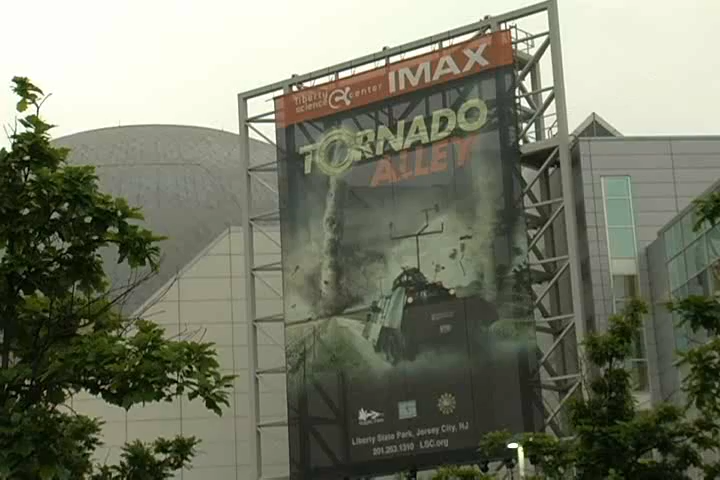 liberty science center IMAX
TORNADO
ALLEY
Liberty State Park, Jersey City, NJ
201.253.1310 LSC.org